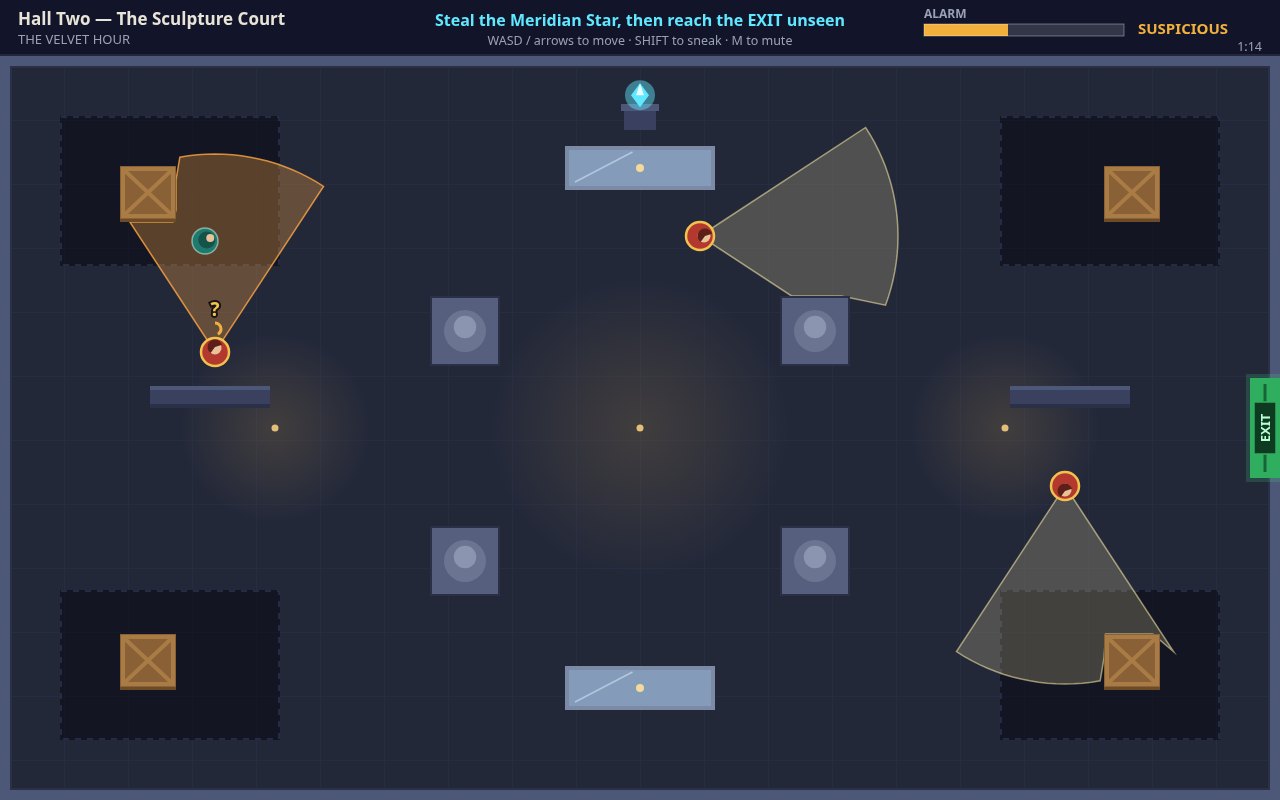 Hall Two — The Sculpture Court
THE VELVET HOUR
Steal the Meridian Star, then reach the EXIT unseen
WASD / arrows to move · SHIFT to sneak · M to mute
ALARM
SUSPICIOUS
1:14
?
EXIT